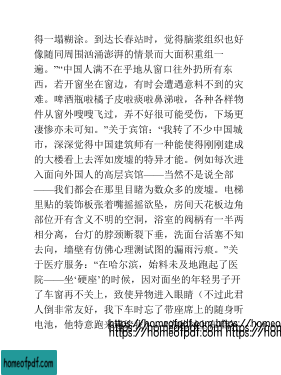 得一塌糊涂。到达长春站时，觉得脑浆组织也好
像随同周围汹涌澎湃的情景而大面积重组一
遍。”“中国人满不在乎地从窗口往外扔所有东
西，若开窗坐在窗边，有时会遭遇意料不到的灾
难。啤酒瓶啦橘子皮啦痰啦鼻涕啦，各种各样物
件从窗外嗖嗖飞过，弄不好很可能受伤，下场更
凄惨亦未可知。”关于宾馆：“我转了不少中国城
市，深深觉得中国建筑师有一种能使得刚刚建成
的大楼看上去浑如废墟的特异才能。例如每次进
入面向外国人的高层宾馆——当然不是说全部
——我们都会在那里目睹为数众多的废墟。电梯
里贴的装饰板张着嘴摇摇欲坠，房间天花板边角
部位开有含义不明的空洞，浴室的阀柄有一半两
相分离，台灯的脖颈断裂下垂，洗面台活塞不知
去向，墙壁有仿佛心理测试图的漏雨污痕。”关
于医疗服务：“在哈尔滨，始料未及地跑起了医
院——坐‘硬座’的时候，因对面坐的年轻男子开
了车窗再不关上，致使异物进入眼睛（不过此君
人倒非常友好，我下车时忘了带座席上的随身听
电池，他特意跑来
https://homeofpdf.com https://homeo
https://homeofpdf.com https://homeo
homeofpdf.com